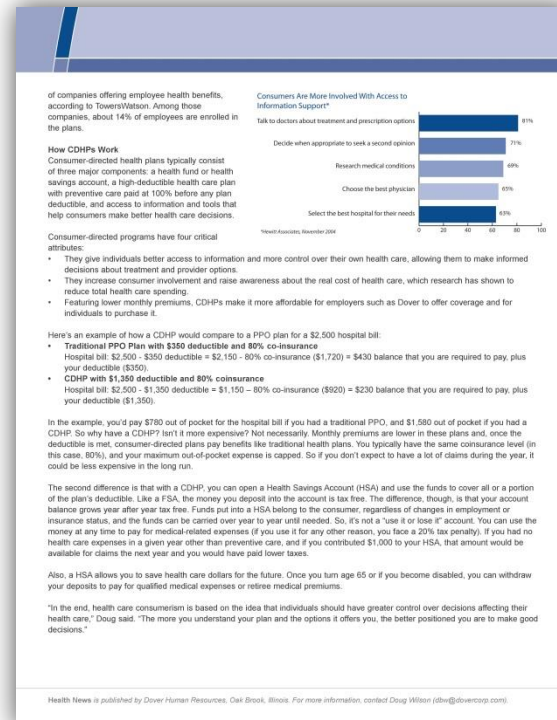 of companies offering employee health benefits,
according to TowersWatson. Among those
companies, about 14% of employees are enrolled in
the plans.
How CDHPs Work
Consumer-directed health plans typically consist
of three major components: a health fund or health
savings account, a high-deductible health care plan
with preventive care paid at 100% before any plan
deductible, and access to information and tools that
help consumers make better health care decisions.
Consumers Are More Involved With Access to
Information Support*
Talk to doctors about treatment and prescription options 81%
Decide when appropriate to seek a second opinion 71%
Research medical conditions 69%
Choose the best physician 65%
Select the best hospital for their needs 63%
0 20 40 60 80 100
*Hewitt Associates, November 2004
Consumer-directed programs have four critical
attributes:
• They give individuals better access to information and more control over their own health care, allowing them to make informed
decisions about treatment and provider options.
• They increase consumer involvement and raise awareness about the real cost of health care, which research has shown to
reduce total health care spending.
• Featuring lower monthly premiums, CDHPs make it more affordable for employers such as Dover to offer coverage and for
individuals to purchase it.
Here's an example of how a CDHP would compare to a PPO plan for a $2,500 hospital bill:
• Traditional PPO Plan with $350 deductible and 80% co-insurance
Hospital bill: $2,500 - $350 deductible = $2,150 - 80% co-insurance ($1,720) = $430 balance that you are required to pay, plus
your deductible ($350).
• CDHP with $1,350 deductible and 80% coinsurance
Hospital bill: $2,500 - $1,350 deductible = $1,150 – 80% co-insurance ($920) = $230 balance that you are required to pay, plus
your deductible ($1,350).
In the example, you'd pay $780 out of pocket for the hospital bill if you had a traditional PPO, and $1,580 out of pocket if you had a
CDHP. So why have a CDHP? Isn't it more expensive? Not necessarily. Monthly premiums are lower in these plans and, once the
deductible is met, consumer-directed plans pay benefits like traditional health plans. You typically have the same coinsurance level (in
this case, 80%), and your maximum out-of-pocket expense is capped. So if you don't expect to have a lot of claims during the year, it
could be less expensive in the long run.
The second difference is that with a CDHP, you can open a Health Savings Account (HSA) and use the funds to cover all or a portion
of the plan's deductible. Like a FSA, the money you deposit into the account is tax free. The difference, though, is that your account
balance grows year after year tax free. Funds put into a HSA belong to the consumer, regardless of changes in employment or
insurance status, and the funds can be carried over year to year until needed. So, it's not a "use it or lose it" account. You can use the
money at any time to pay for medical-related expenses (if you use it for any other reason, you face a 20% tax penalty). If you had no
health care expenses in a given year other than preventive care, and if you contributed $1,000 to your HSA, that amount would be
available for claims the next year and you would have paid lower taxes.
Also, a HSA allows you to save health care dollars for the future. Once you turn age 65 or if you become disabled, you can withdraw
your deposits to pay for qualified medical expenses or retiree medical premiums.
"In the end, health care consumerism is based on the idea that individuals should have greater control over decisions affecting their
health care," Doug said. "The more you understand your plan and the options it offers you, the better positioned you are to make good
decisions."
Health News is published by Dover Human Resources, Oak Brook, Illinois. For more information, contact Doug Wilson (dbw@dovercorp.com).